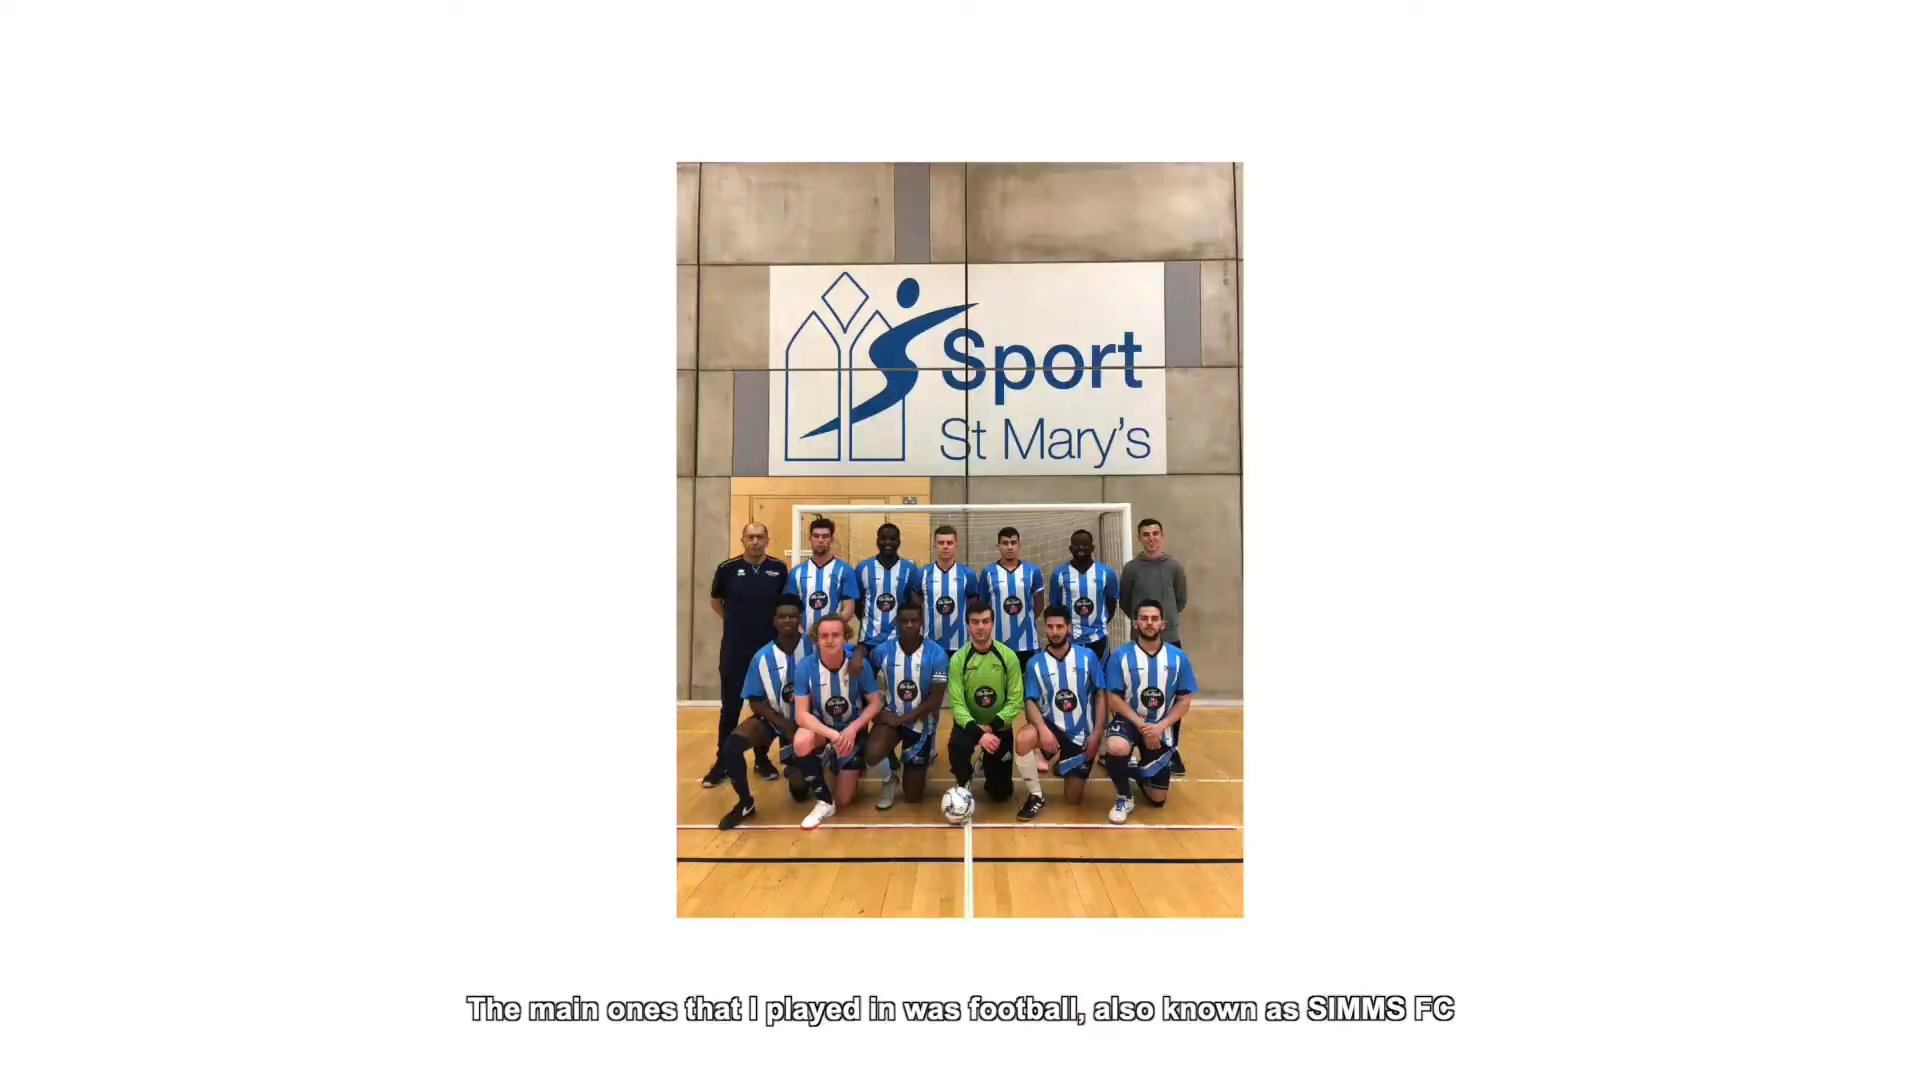 Sport
St Mary's
The main ones that I played in was football, also known as SIMMS FC